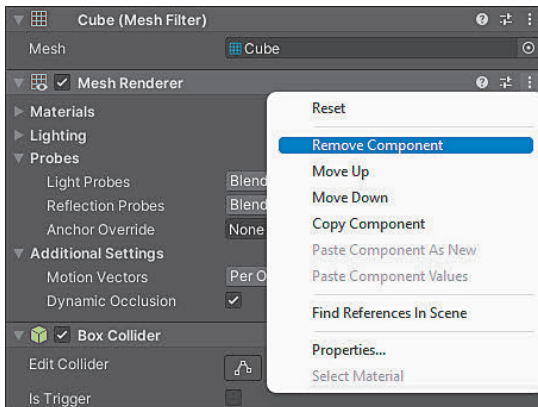 Cube (Mesh Filter)
Mesh Cube
Mesh Renderer
Materials
Lighting
Probes
Light Probes Blend
Reflection Probes Blend
Anchor Override None
Additional Settings
Motion Vectors Per O
Dynamic Occlusion
Box Collider
Edit Collider
Is Trigger
Reset
Remove Component
Move Up
Move Down
Copy Component
Paste Component As New
Paste Component Values
Find References In Scene
Properties...
Select Material